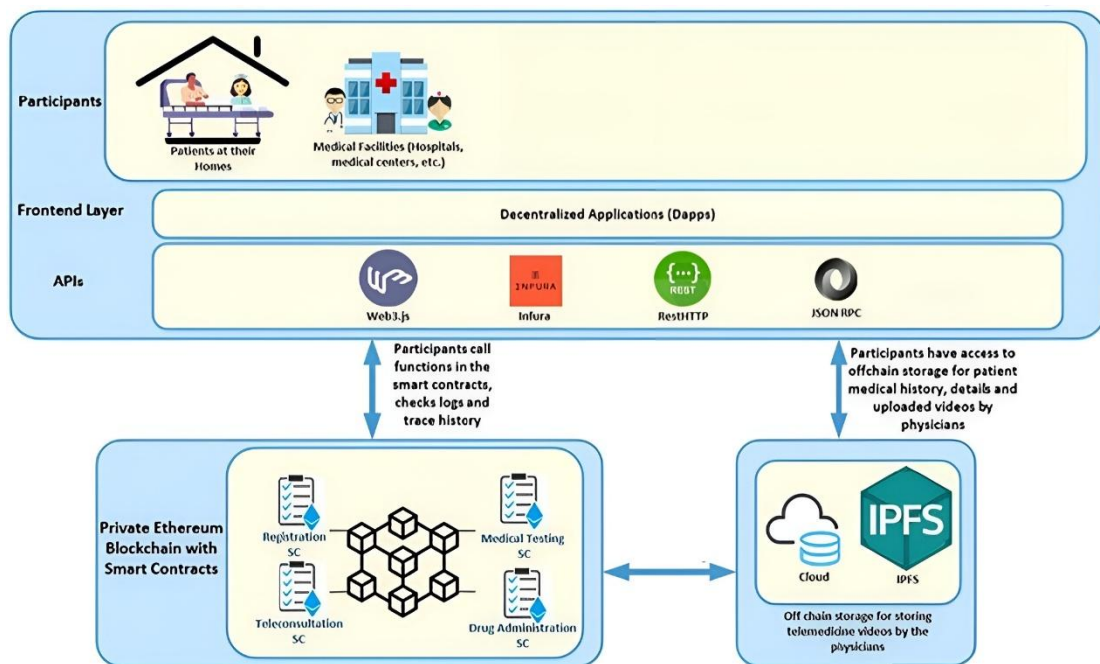 Participants
Patients at their
Homes
Medical Facilities (Hospitals,
medical centers, etc.)
Frontend Layer
Decentralized Applications (Dapps)
APIs
Web3.js
INFURA
Infura
{...}
REST
RestHTTP
JSON RPC
Participants call
functions in the
smart contracts,
checks logs and
trace history
Participants have access to
offchain storage for patient
medical history, details and
uploaded videos by
physicians
Private Ethereum
Blockchain with
Smart Contracts
Registration
SC
Medical Testing
SC
Teleconsultation
SC
Drug Administration
SC
Cloud
IPFS
IPFS
Off chain storage for storing
telemedicine videos by the
physicians